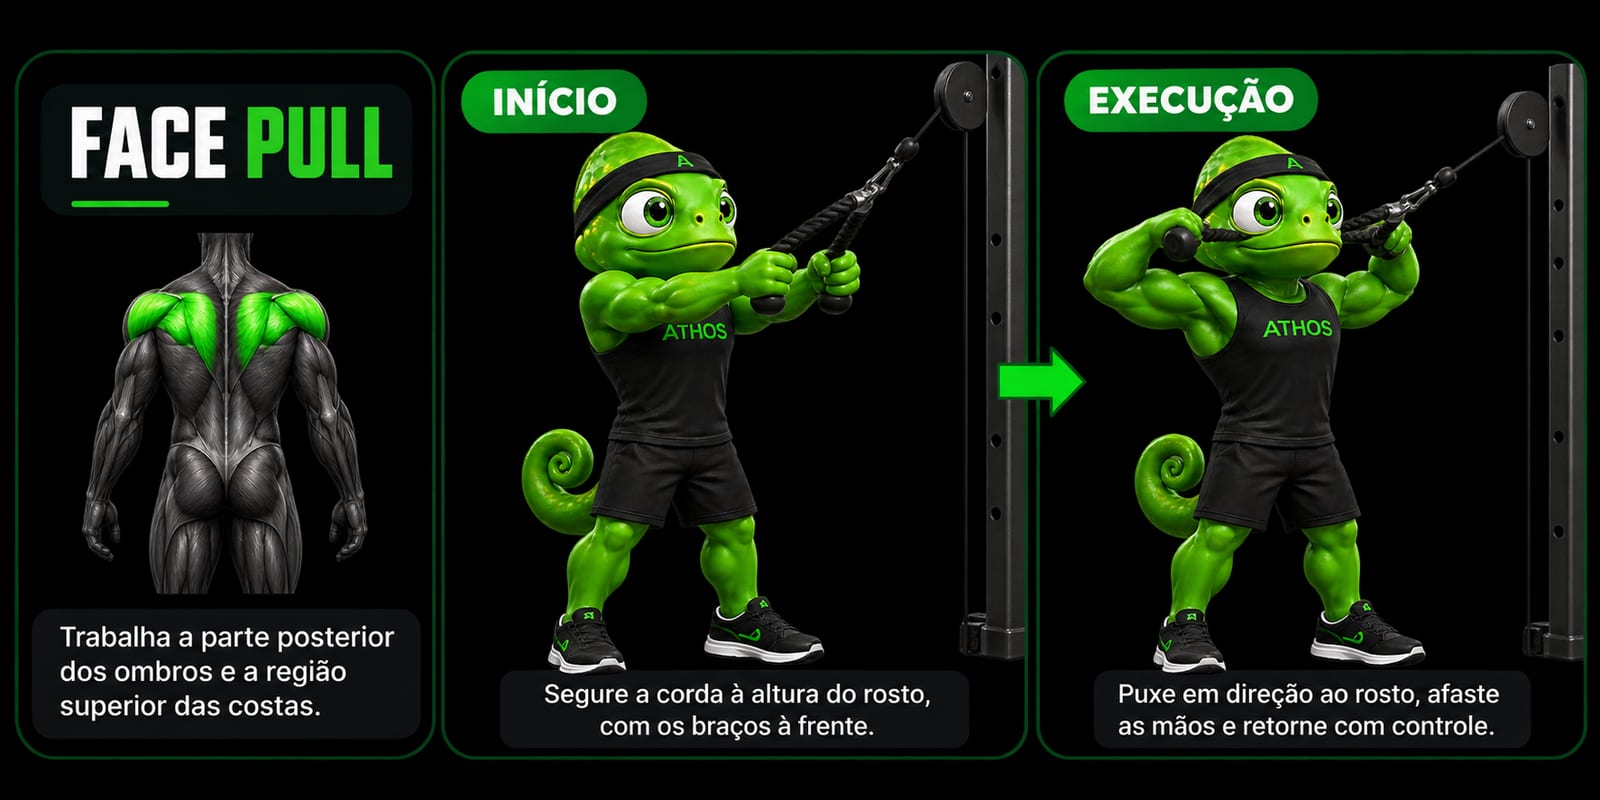 FACE PULL
Trabalha a parte posterior
dos ombros e a região
superior das costas.
INÍCIO
A
ATHOS
Segure a corda à altura do rosto,
com os braços à frente.
EXECUÇÃO
A
ATHOS
Puxe em direção ao rosto, afaste
as mãos e retorne com controle.